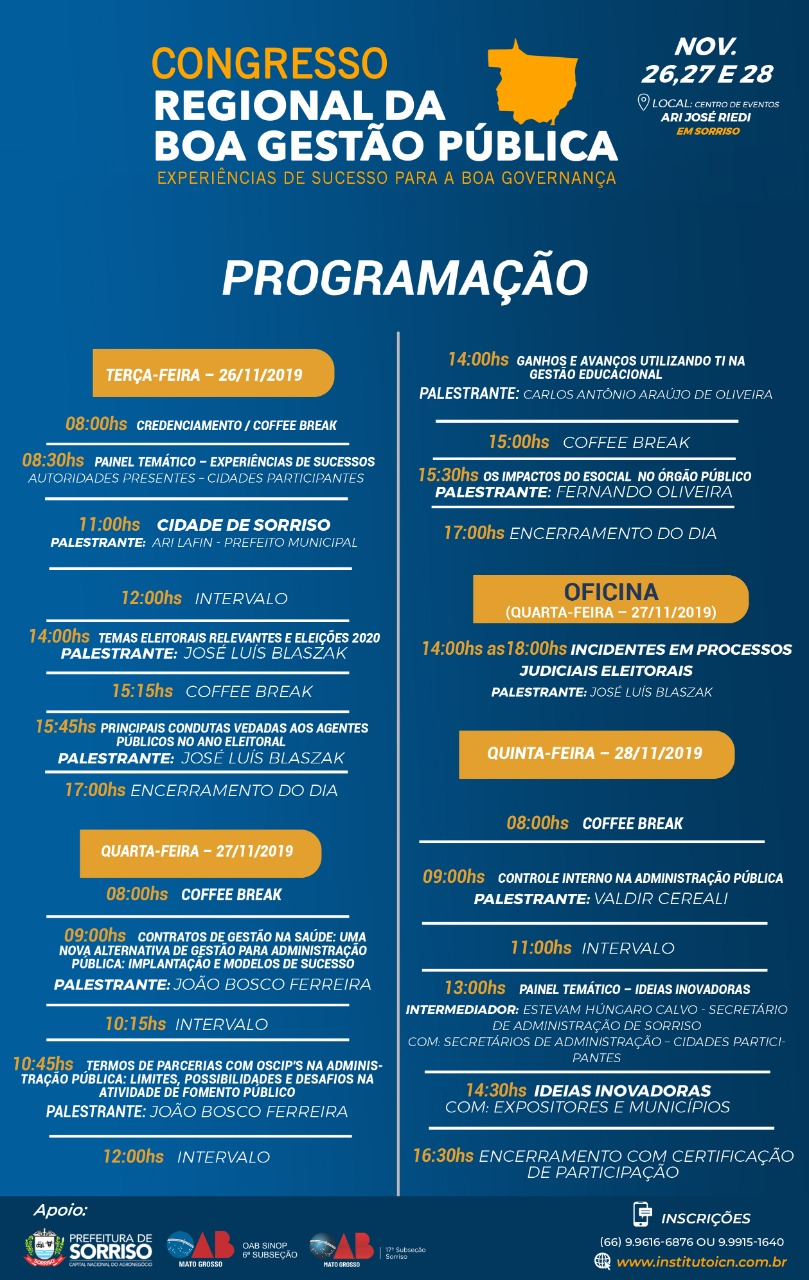 CONGRESSO
REGIONAL DA
BOA GESTÃO PÚBLICA
EXPERIÊNCIAS DE SUCESSO PARA A BOA GOVERNANÇA
NOV.
26,27 E 28
LOCAL: CENTRO DE EVENTOS
ARI JOSÉ RIEDI
EM SORRISO
PROGRAMAÇÃO
TERÇA-FEIRA – 26/11/2019
08:00hs CREDENCIAMENTO / COFFEE BREAK
08:30hs PAINEL TEMÁTICO – EXPERIÊNCIAS DE SUCESSOS
AUTORIDADES PRESENTES – CIDADES PARTICIPANTES
11:00hs CIDADE DE SORRISO
PALESTRANTE: ARI LAFIN - PREFEITO MUNICIPAL
12:00hs INTERVALO
14:00hs TEMAS ELEITORAIS RELEVANTES E ELEIÇÕES 2020
PALESTRANTE: JOSÉ LUÍS BLASZAK
15:15hs COFFEE BREAK
15:45hs PRINCIPAIS CONDUTAS VEDADAS AOS AGENTES
PÚBLICOS NO ANO ELEITORAL
PALESTRANTE: JOSÉ LUÍS BLASZAK
17:00hs ENCERRAMENTO DO DIA
QUARTA-FEIRA – 27/11/2019
08:00hs COFFEE BREAK
09:00hs CONTRATOS DE GESTÃO NA SAÚDE: UMA
NOVA ALTERNATIVA DE GESTÃO PARA ADMINISTRAÇÃO
PÚBLICA: IMPLANTAÇÃO E MODELOS DE SUCESSO
PALESTRANTE: JOÃO BOSCO FERREIRA
10:15hs INTERVALO
10:45hs TERMOS DE PARCERIAS COM OSCIP'S NA ADMINIS-
TRAÇÃO PÚBLICA: LIMITES, POSSIBILIDADES E DESAFIOS NA
ATIVIDADE DE FOMENTO PÚBLICO
PALESTRANTE: JOÃO BOSCO FERREIRA
12:00hs INTERVALO
14:00hs GANHOS E AVANÇOS UTILIZANDO TI NA
GESTÃO EDUCACIONAL
PALESTRANTE: CARLOS ANTÔNIO ARAÚJO DE OLIVEIRA
15:00hs COFFEE BREAK
15:30hs OS IMPACTOS DO ESOCIAL NO ÓRGÃO PÚBLICO
PALESTRANTE: FERNANDO OLIVEIRA
17:00hs ENCERRAMENTO DO DIA
OFICINA
(QUARTA-FEIRA – 27/11/2019)
14:00hs as18:00hs INCIDENTES EM PROCESSOS
JUDICIAIS ELEITORAIS
PALESTRANTE: JOSÉ LUÍS BLASZAK
QUINTA-FEIRA – 28/11/2019
08:00hs COFFEE BREAK
09:00hs CONTROLE INTERNO NA ADMINISTRAÇÃO PÚBLICA
PALESTRANTE: VALDIR CEREALI
11:00hs INTERVALO
13:00hs PAINEL TEMÁTICO – IDEIAS INOVADORAS
INTERMEDIADOR: ESTEVAM HÚNGARO CALVO - SECRETÁRIO
DE ADMINISTRAÇÃO DE SORRISO
COM: SECRETÁRIOS DE ADMINISTRAÇÃO – CIDADES PARTICI-
PANTES
14:30hs IDEIAS INOVADORAS
COM: EXPOSITORES E MUNICÍPIOS
16:30hs ENCERRAMENTO COM CERTIFICAÇÃO
DE PARTICIPAÇÃO
Apoio:
SORRISO
PREFEITURA DE
SORRISO
CAPITAL NACIONAL DO AGRONEGÓCIO
OAB
MATO GROSSO
OAB SINOP
6ª SUBSEÇÃO
OAB
MATO GROSSO
17ª Subseção
Sorriso
INSCRIÇÕES
(66) 9.9616-6876 OU 9.9915-1640
www.institutoicn.com.br